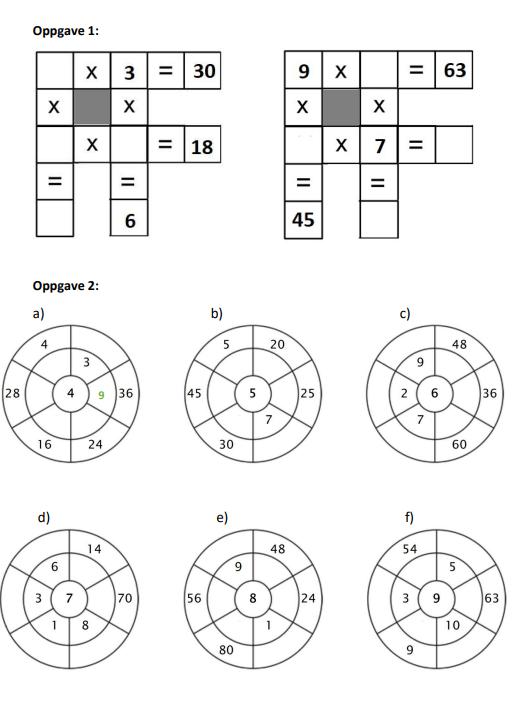 Oppgave 1:
x 3 = 30 9 x = 63
x x x x
x = 18 x 7 =
= = = =
6 45
Oppgave 2:
a) b) c)
4 5 20 48
3 9
28 4 9 36 45 5 25 2 6 36
7 7
16 24 30 60
d) e) f)
14 48 54
6 9 5
3 7 70 56 8 24 3 9 63
1 8 1 10
80 9